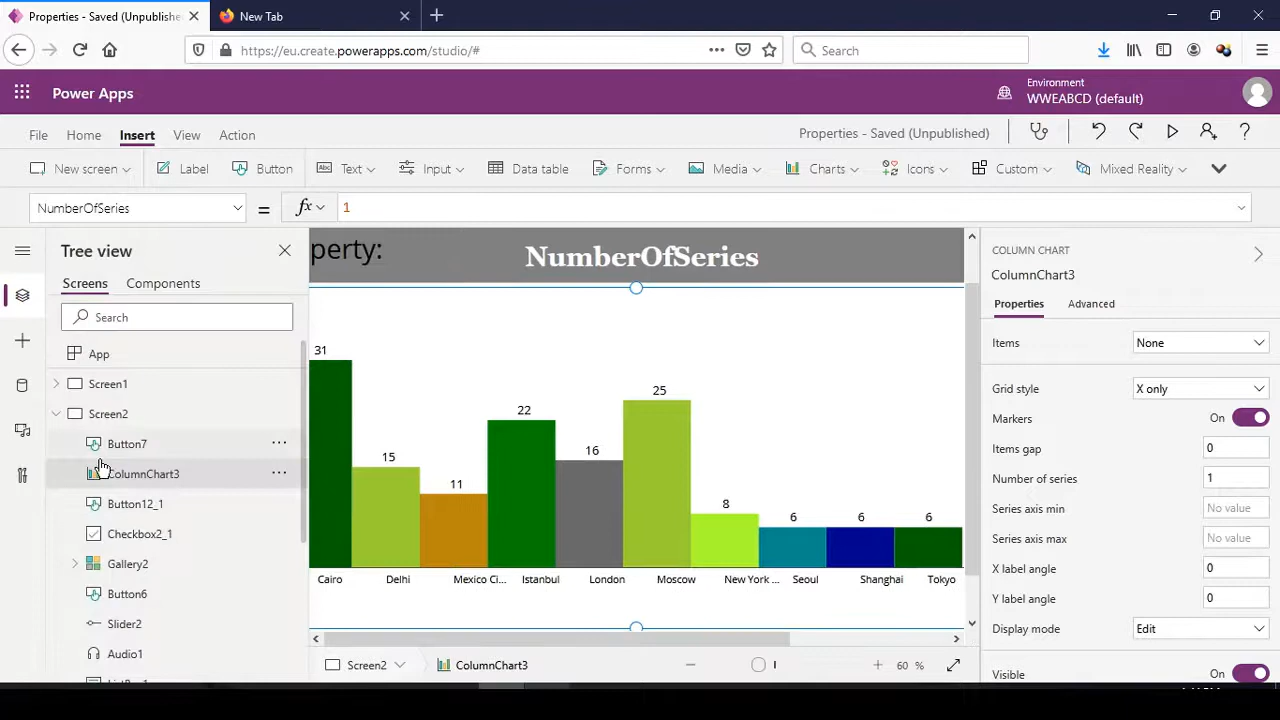 Properties - Saved (Unpublishe
New Tab
https://eu.create.powerapps.com/studio/#
Search
Power Apps
Environment
WWEABCD (default)
File Home Insert View Action
Properties - Saved (Unpublished)
New screen Label Button Text Input Data table Forms Media Charts Icons Custom Mixed Reality
NumberOfSeries = fx 1
Tree view
Screens Components
Search
App
Screen1
Screen2
Button7
ColumnChart3
Button12_1
Checkbox2_1
Gallery2
Button6
Slider2
Audio1
perty: NumberOfSeries
31 15 11 22 16 25 8 6 6 6
Cairo Delhi Mexico Ci... Istanbul London Moscow New York ... Seoul Shanghai Tokyo
Screen2 ColumnChart3 60 %
COLUMN CHART
ColumnChart3
Properties Advanced
Items None
Grid style X only
Markers On
Items gap 0
Number of series 1
Series axis min No value
Series axis max No value
X label angle 0
Y label angle 0
Display mode Edit
Visible On